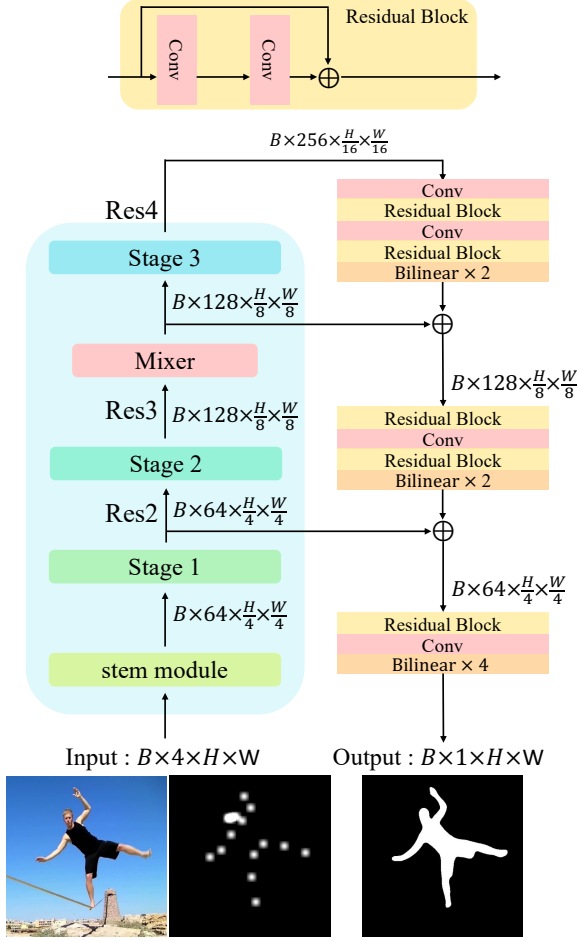 Residual Block
Conv
Conv
B×256×H/16×W/16
Res4
Stage 3
B×128×H/8×W/8
Mixer
Res3
B×128×H/8×W/8
Stage 2
Res2
B×64×H/4×W/4
Stage 1
B×64×H/4×W/4
stem module
Input : B×4×H×W
Conv
Residual Block
Conv
Residual Block
Bilinear × 2
B×128×H/8×W/8
Residual Block
Conv
Residual Block
Bilinear × 2
B×64×H/4×W/4
Residual Block
Conv
Bilinear × 4
Output : B×1×H×W